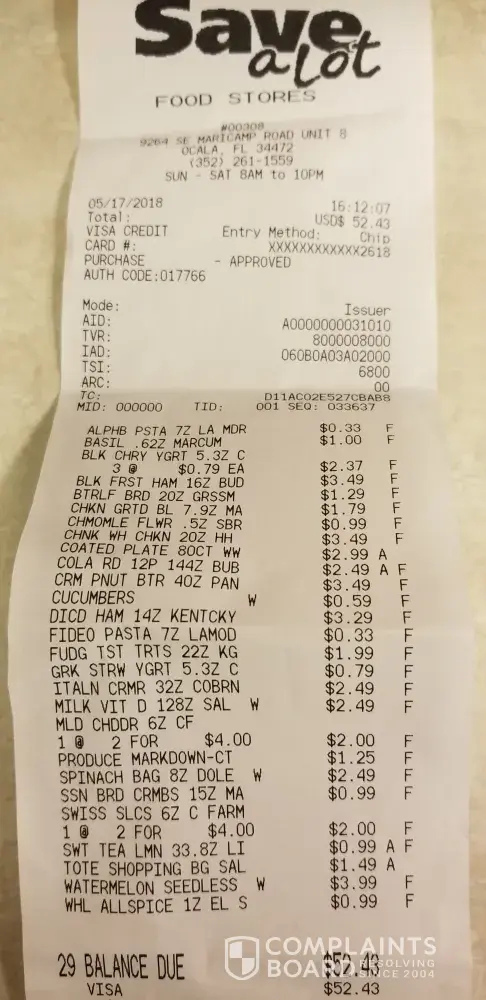 Save
a lot
FOOD STORES
#00308
9264 SE MARICAMP ROAD UNIT 8
OCALA, FL 34472
(352) 261-1559
SUN - SAT 8AM to 10PM
05/17/2018 16:12:07
Total: USD$ 52.43
VISA CREDIT Entry Method: Chip
CARD #: XXXXXXXXXXXX2618
PURCHASE - APPROVED
AUTH CODE:017766
Mode: Issuer
AID: A0000000031010
TVR: 8000008000
IAD: 060B0A03A02000
TSI: 6800
ARC: 00
TC: D11AC02E527CBAB8
MID: 000000 TID: 001 SEQ: 033637
ALPHB PSTA 7Z LA MDR $0.33 F
BASIL .62Z MARCUM $1.00 F
BLK CHRY YGRT 5.3Z C
3 @ $0.79 EA $2.37 F
BLK FRST HAM 16Z BUD $3.49 F
BTRLF BRD 20Z GRSSM $1.29 F
CHKN GRTD BL 7.9Z MA $1.79 F
CHMOMLE FLWR .5Z SBR $0.99 F
CHNK WH CHKN 20Z HH $3.49 F
COATED PLATE 80CT WW $2.99 A
COLA RD 12P 144Z BUB $2.49 A F
CRM PNUT BTR 40Z PAN $3.49 F
CUCUMBERS W $0.59 F
DICD HAM 14Z KENTCKY $3.29 F
FIDEO PASTA 7Z LAMOD $0.33 F
FUDG TST TRTS 22Z KG $1.99 F
GRK STRW YGRT 5.3Z C $0.79 F
ITALN CRMR 32Z COBRN $2.49 F
MILK VIT D 128Z SAL W $2.49 F
MLD CHDDR 6Z CF
1 @ 2 FOR $4.00 $2.00 F
PRODUCE MARKDOWN-CT $1.25 F
SPINACH BAG 8Z DOLE W $2.49 F
SSN BRD CRMBS 15Z MA $0.99 F
SWISS SLCS 6Z C FARM
1 @ 2 FOR $4.00 $2.00 F
SWT TEA LMN 33.8Z LI $0.99 A F
TOTE SHOPPING BG SAL $1.49 A
WATERMELON SEEDLESS W $3.99 F
WHL ALLSPICE 1Z EL S $0.99 F
29 BALANCE DUE $52.43
VISA $52.43
COMPLAINTS
BOARD RESOLVING
SINCE 2004